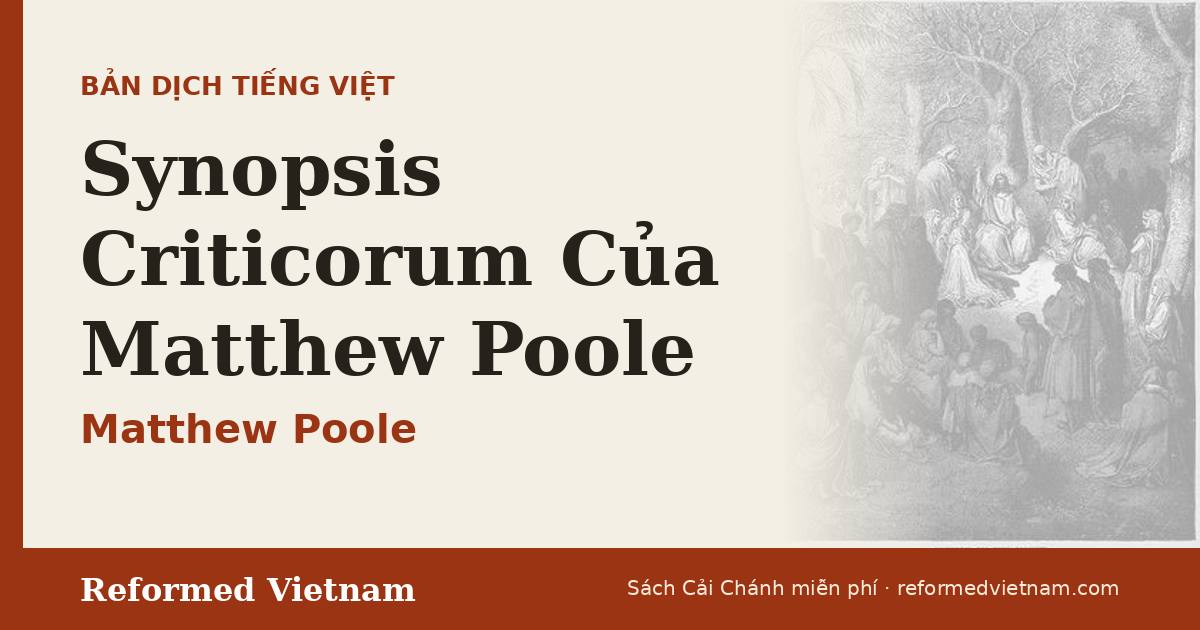 BẢN DỊCH TIẾNG VIỆT
Synopsis
Criticorum Của
Matthew Poole
Matthew Poole
Reformed Vietnam
Sách Cải Chánh miễn phí · reformedvietnam.com